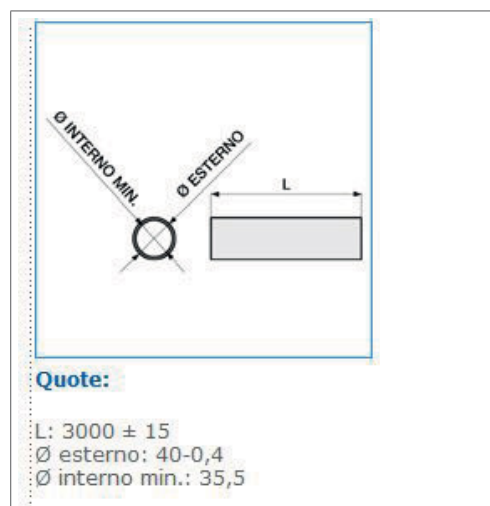 Ø INTERNO MIN.
Ø ESTERNO
L
Quote:
L: 3000 ± 15
Ø esterno: 40-0,4
Ø interno min.: 35,5